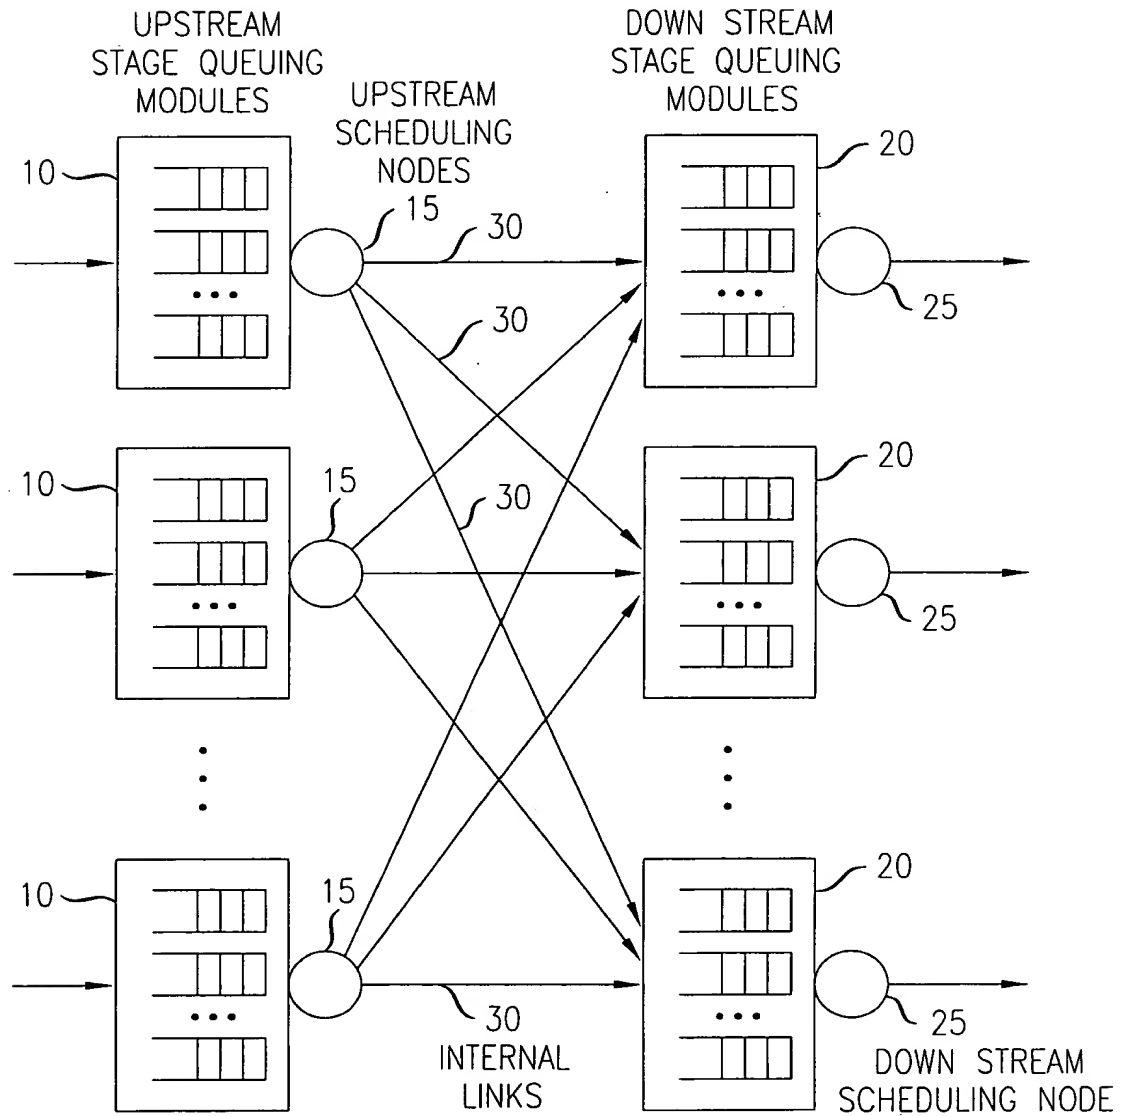 UPSTREAM
STAGE QUEUING
MODULES
DOWN STREAM
STAGE QUEUING
MODULES
UPSTREAM
SCHEDULING
NODES
10
15
30
20
25
30
10
15
30
20
25
10
15
30
20
25
INTERNAL
LINKS
DOWN STREAM
SCHEDULING NODE